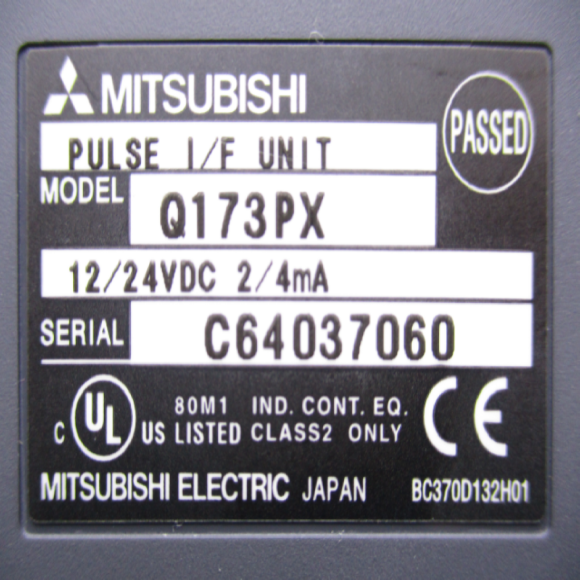 MITSUBISHI
PASSED
PULSE I/F UNIT
MODEL Q173PX
12/24VDC 2/4mA
SERIAL C64037060
80M1 IND. CONT. EQ.
C UL US LISTED CLASS2 ONLY
CE
MITSUBISHI ELECTRIC JAPAN BC370D132H01